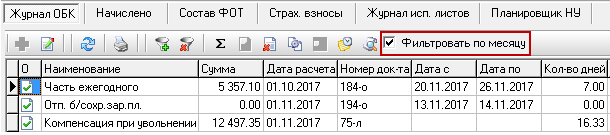 Журнал ОБК Начислено Состав ФОТ Страх. взносы Журнал исп. листов Планировщик НУ
Σ Фильтровать по месяцу
О Наименование Сумма Дата расчета Номер док-та Дата с Дата по Кол-во дней
Часть ежегодного 5 357.10 01.10.2017 184-о 20.11.2017 26.11.2017 7.00
Отп. б/сохр.зар.пл. 0.00 01.11.2017 194-о 13.11.2017 14.11.2017 0.00
Компенсация при увольнении 12 497.35 01.11.2017 75-л 16.33